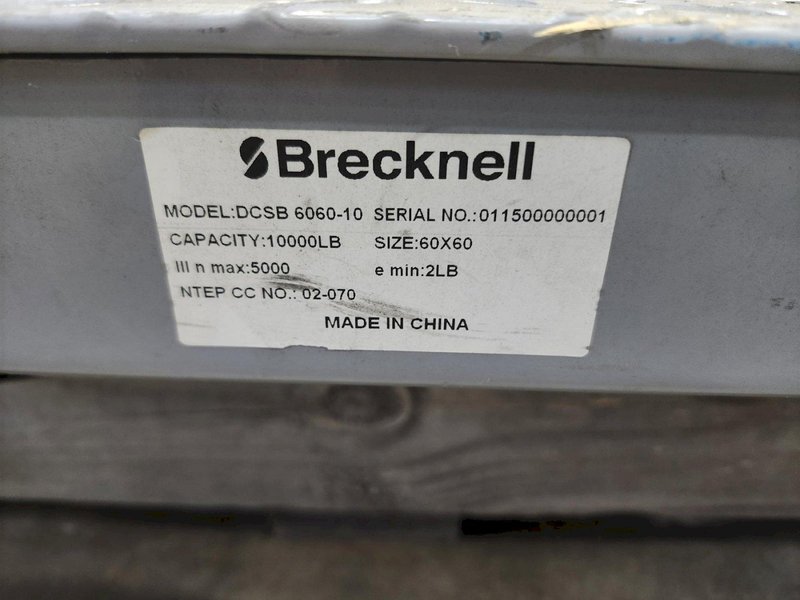 Brecknell
MODEL:DCSB 6060-10 SERIAL NO.:011500000001
CAPACITY:10000LB SIZE:60X60
III n max:5000 e min:2LB
NTEP CC NO.: 02-070
MADE IN CHINA